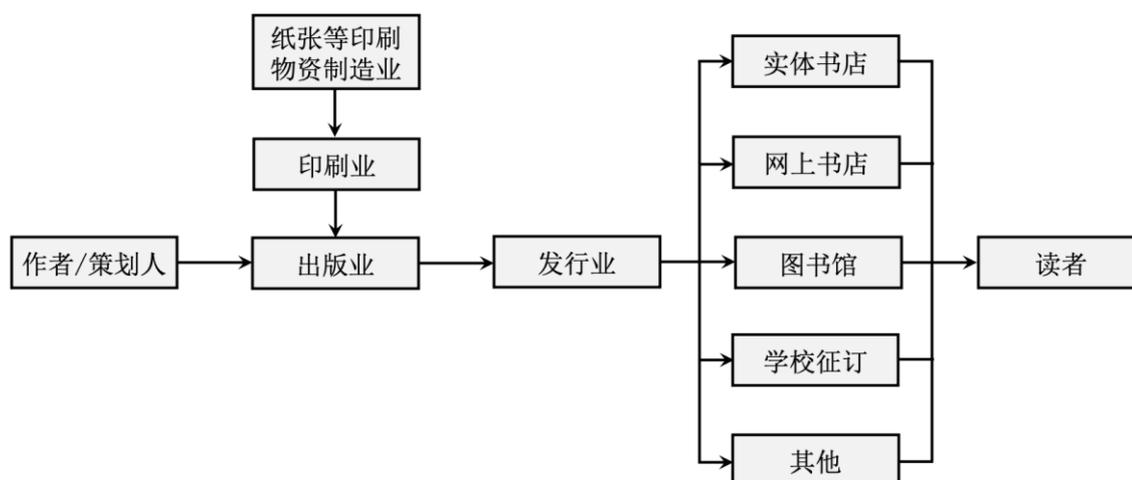 纸张等印刷
物资制造业
实体书店
印刷业
网上书店
作者/策划人
出版业
发行业
图书馆
读者
学校征订
其他